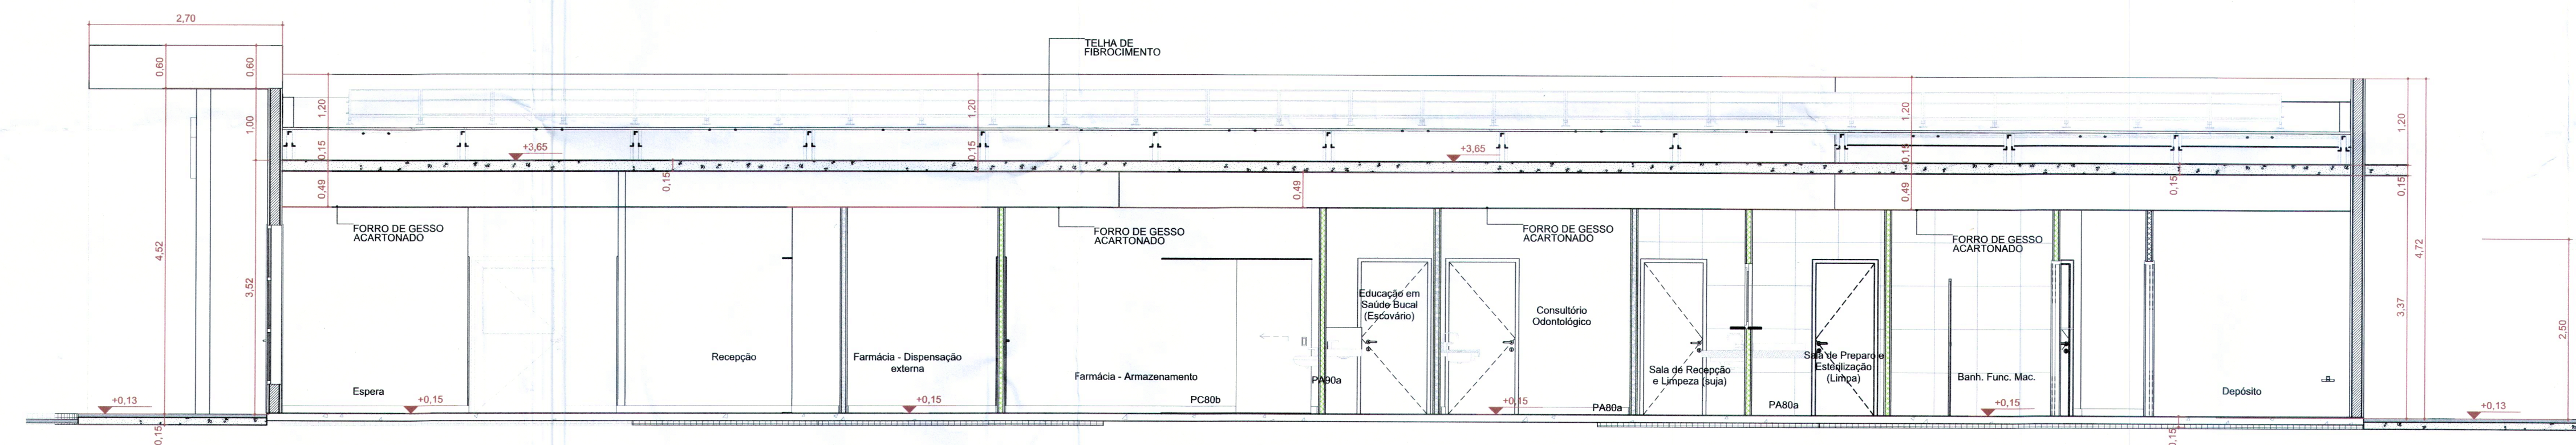 2,70
TELHA DE
FIBROCIMENTO
0,60
0,60
1,20
1,20
1,20
1,20
1,00
0,15
+3,65
0,15
+3,65
0,15
0,49
0,15
0,49
0,49
0,15
0,15
FORRO DE GESSO
ACARTONADO
FORRO DE GESSO
ACARTONADO
FORRO DE GESSO
ACARTONADO
FORRO DE GESSO
ACARTONADO
4,52
3,52
4,72
3,37
2,50
Educação em
Saúde Bucal
(Escovário)
Consultório
Odontológico
Recepção
Farmácia - Dispensação
externa
Sala de Preparo e
Esterilização
(Limpa)
Espera
Farmácia - Armazenamento
PA90a
Sala de Recepção
e Limpeza (suja)
Banh. Func. Mac.
Depósito
+0,13
+0,15
+0,15
PC80b
+0,15
PA80a
PA80a
+0,15
+0,13
0,15
0,15